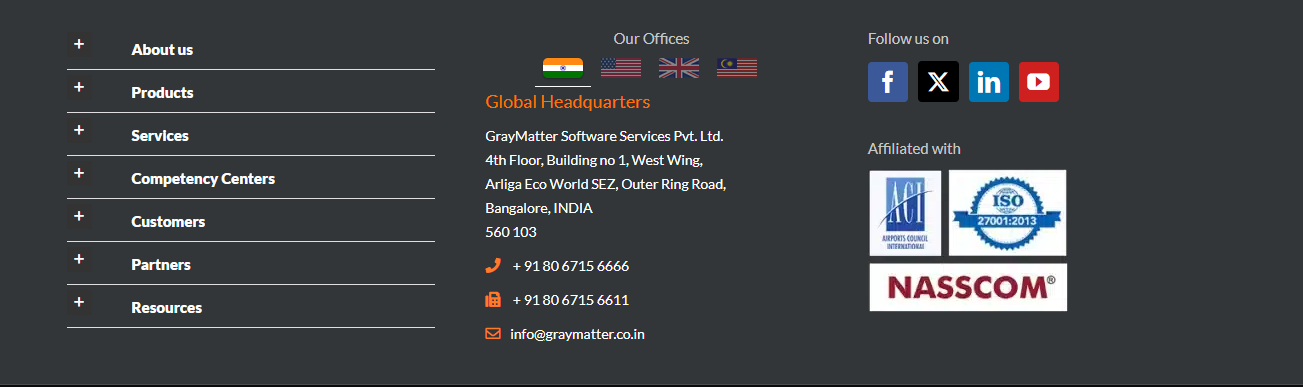 + About us
+ Products
+ Services
+ Competency Centers
+ Customers
+ Partners
+ Resources
Our Offices
Global Headquarters
GrayMatter Software Services Pvt. Ltd.
4th Floor, Building no 1, West Wing,
Arliga Eco World SEZ, Outer Ring Road,
Bangalore, INDIA
560 103
+ 91 80 6715 6666
+ 91 80 6715 6611
info@graymatter.co.in
Follow us on
f X in
Affiliated with
ACI
AIRPORTS COUNCIL
INTERNATIONAL
ISO
27001:2013
NASSCOM®